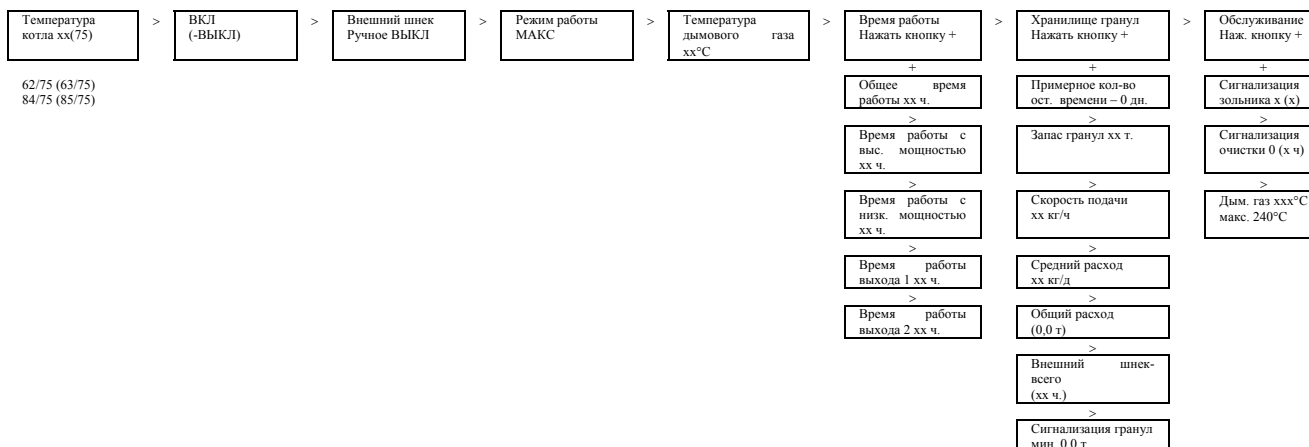 Температура
котла xx(75)
>
ВКЛ
(-ВЫКЛ)
>
Внешний шнек
Ручное ВЫКЛ
>
Режим работы
МАКС
>
Температура
дымового газа
xx°C
>
Время работы
Нажать кнопку +
>
Хранилище гранул
Нажать кнопку +
>
Обслуживание
Наж. кнопку +
62/75 (63/75)
84/75 (85/75)
+
Общее время
работы xx ч.
>
Время работы с
выс. мощностью
xx ч.
>
Время работы с
низк. мощностью
xx ч.
>
Время работы
выхода 1 xx ч.
>
Время работы
выхода 2 xx ч.
+
Примерное кол-во
ост. времени – 0 дн.
>
Запас гранул xx т.
>
Скорость подачи
xx кг/ч
>
Средний расход
xx кг/д
>
Общий расход
(0,0 т)
>
Внешний шнек-
всего
(xx ч.)
>
Сигнализация гранул
мин. 0,0 т
+
Сигнализация
зольника x (x)
>
Сигнализация
очистки 0 (x ч)
>
Дым. газ xxx°C
макс. 240°C